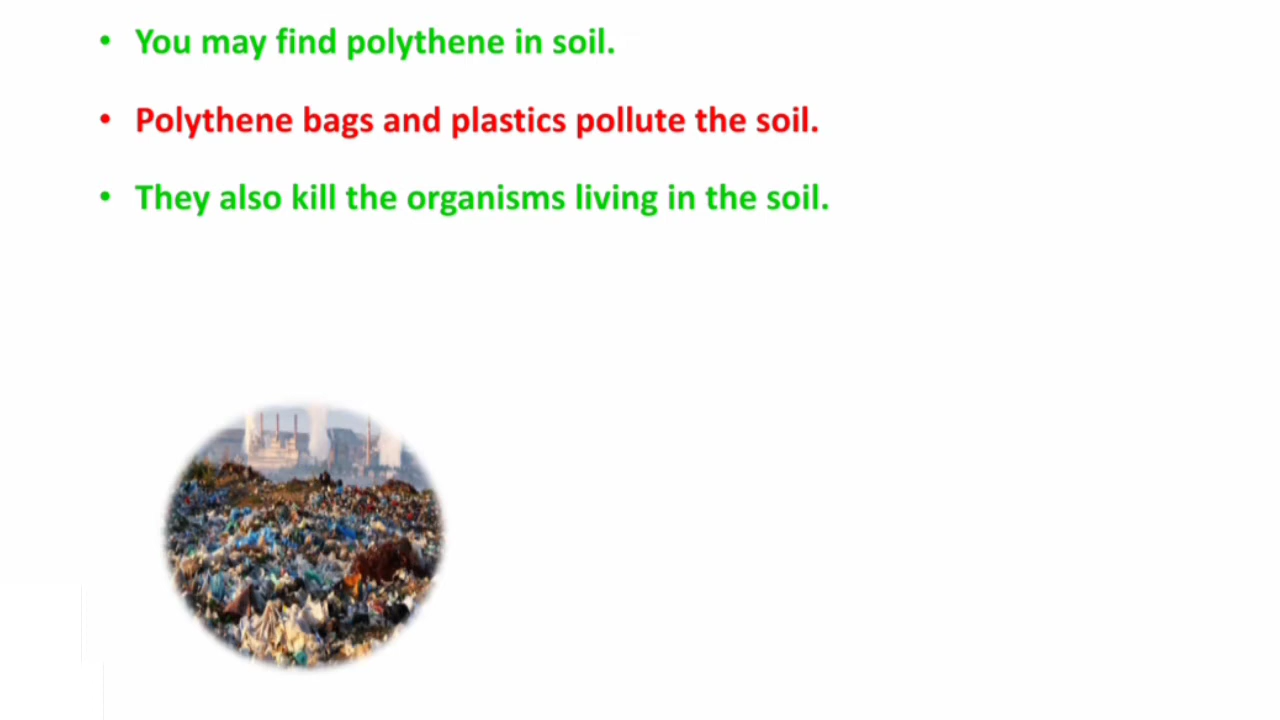 • You may find polythene in soil.
• Polythene bags and plastics pollute the soil.
• They also kill the organisms living in the soil.